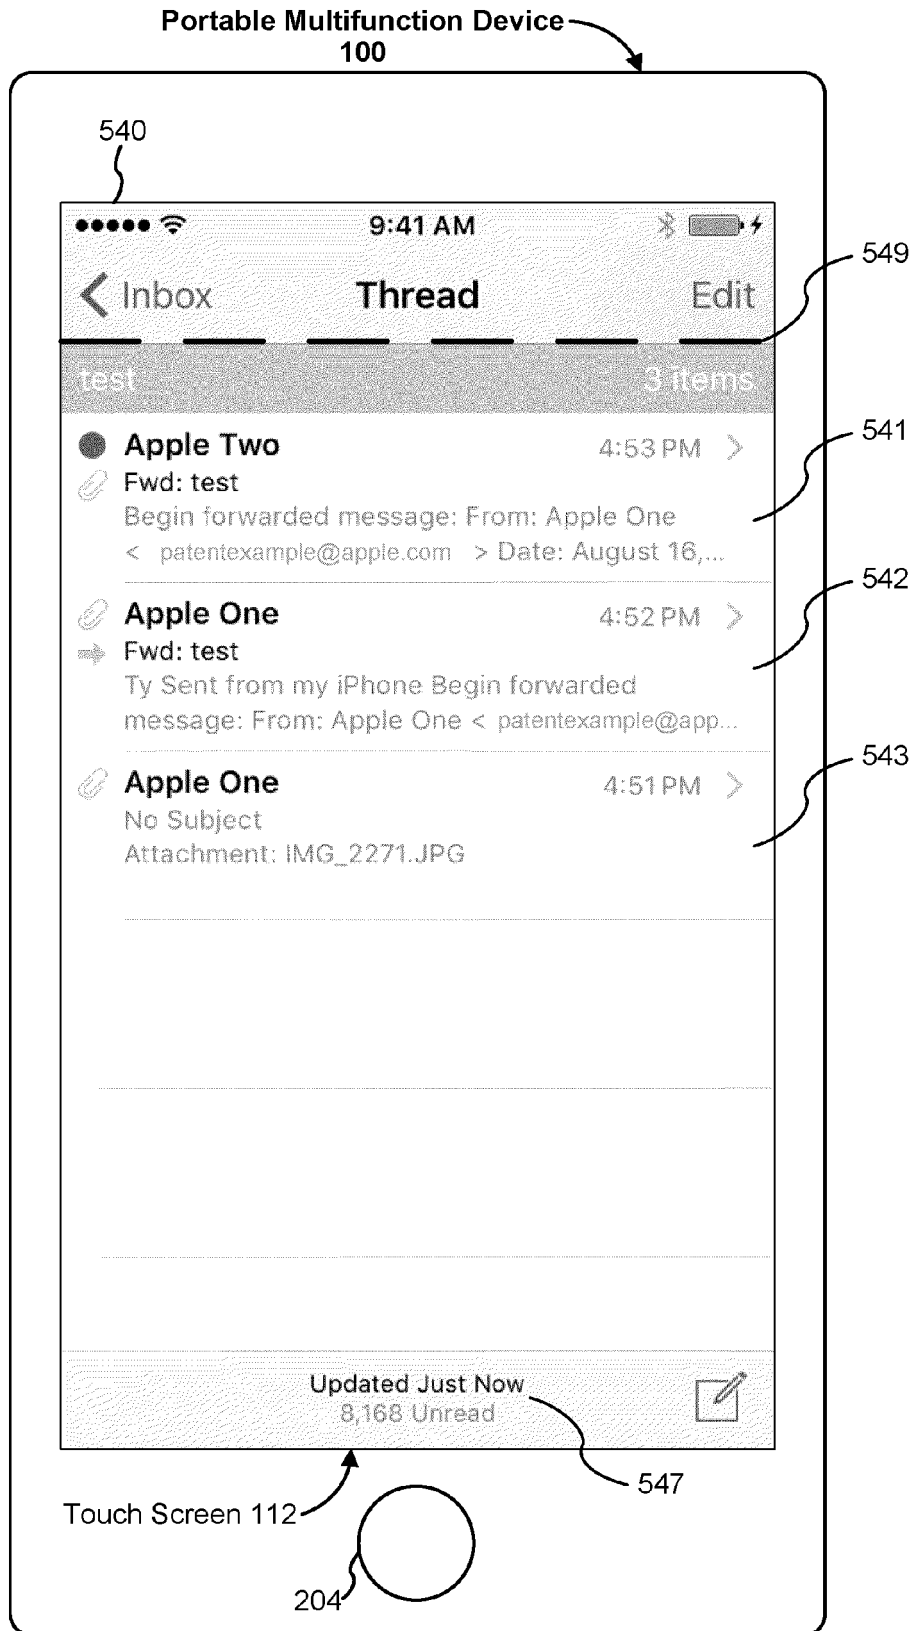 Portable Multifunction Device
100
540
9:41 AM
549
Inbox Thread Edit
test 3 items
541
Apple Two 4:53 PM
Fwd: test
Begin forwarded message: From: Apple One
< patentexample@apple.com > Date: August 16,...
542
Apple One 4:52 PM
Fwd: test
Ty Sent from my iPhone Begin forwarded
message: From: Apple One < patentexample@app...
543
Apple One 4:51 PM
No Subject
Attachment: IMG_2271.JPG
Updated Just Now
8,168 Unread
547
Touch Screen 112
204